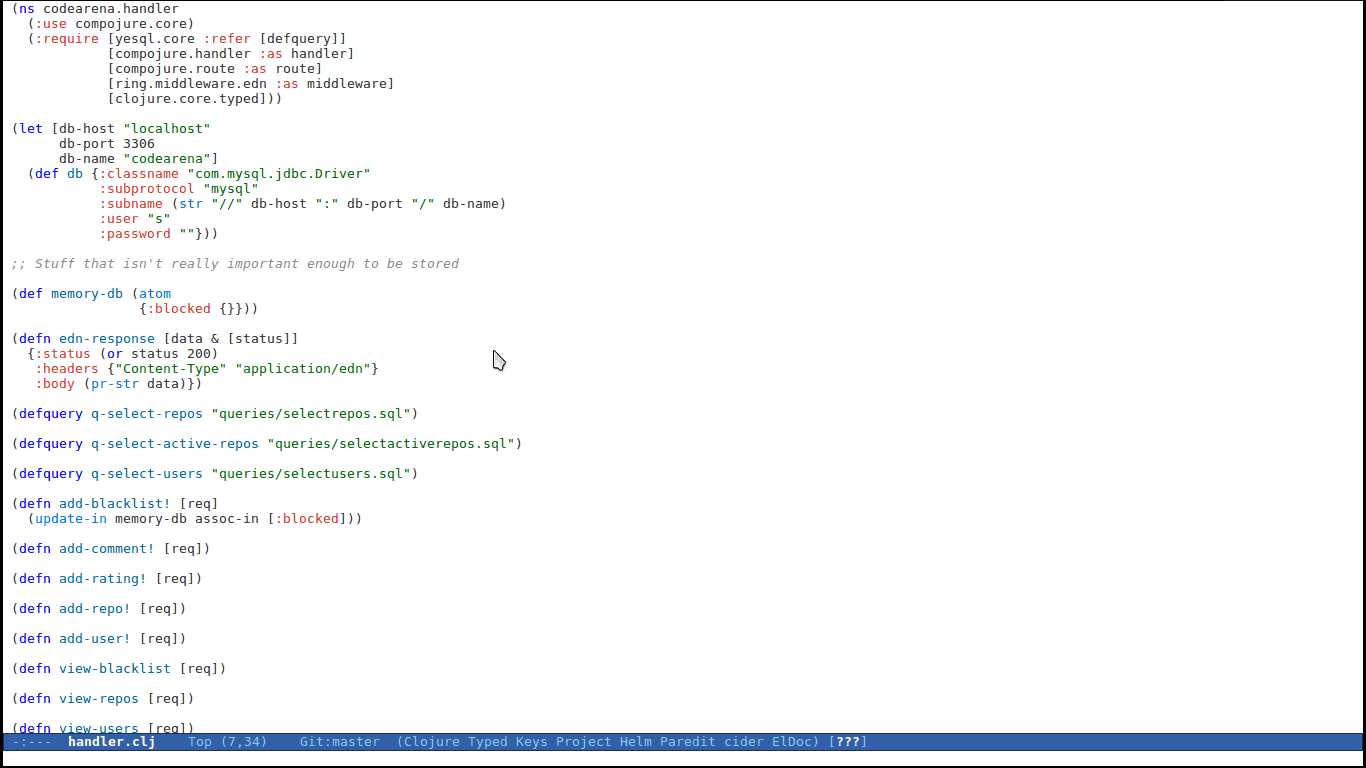 (ns codearena.handler
  (:use compojure.core)
  (:require [yesql.core :refer [defquery]]
            [compojure.handler :as handler]
            [compojure.route :as route]
            [ring.middleware.edn :as middleware]
            [clojure.core.typed]))
(let [db-host "localhost"
      db-port 3306
      db-name "codearena"]
  (def db {:classname "com.mysql.jdbc.Driver"
           :subprotocol "mysql"
           :subname (str "//" db-host ":" db-port "/" db-name)
           :user "s"
           :password ""}))
;; Stuff that isn't really important enough to be stored
(def memory-db (atom
                {:blocked {}}))
(defn edn-response [data & [status]]
  {:status (or status 200)
   :headers {"Content-Type" "application/edn"}
   :body (pr-str data)})
(defquery q-select-repos "queries/selectrepos.sql")
(defquery q-select-active-repos "queries/selectactiverepos.sql")
(defquery q-select-users "queries/selectusers.sql")
(defn add-blacklist! [req]
  (update-in memory-db assoc-in [:blocked]))
(defn add-comment! [req])
(defn add-rating! [req])
(defn add-repo! [req])
(defn add-user! [req])
(defn view-blacklist [req])
(defn view-repos [req])
(defn view-users [req])
-:---  handler.clj    Top (7,34)    Git:master  (Clojure Typed Keys Project Helm Paredit cider ElDoc) [???]